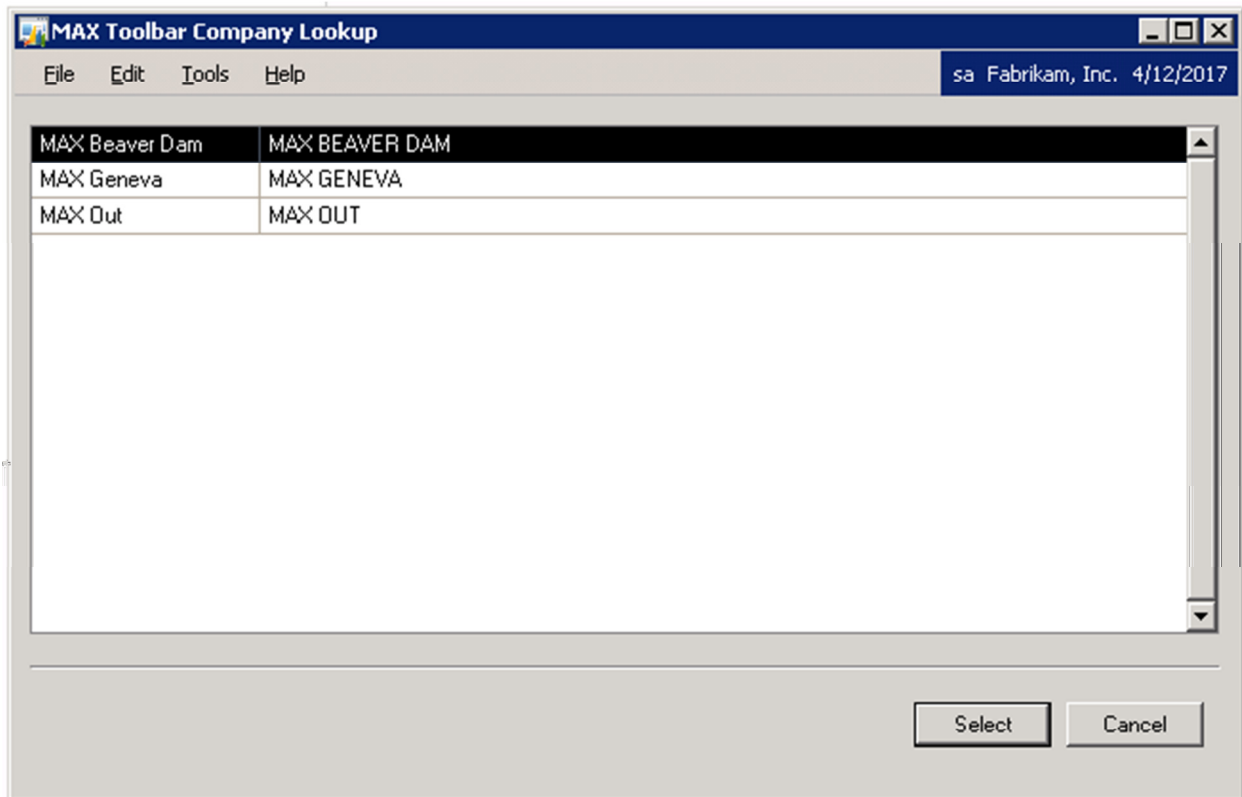 MAX Toolbar Company Lookup
File Edit Tools Help sa Fabrikam, Inc. 4/12/2017
MAX Beaver Dam MAX BEAVER DAM
MAX Geneva MAX GENEVA
MAX Out MAX OUT
Select Cancel